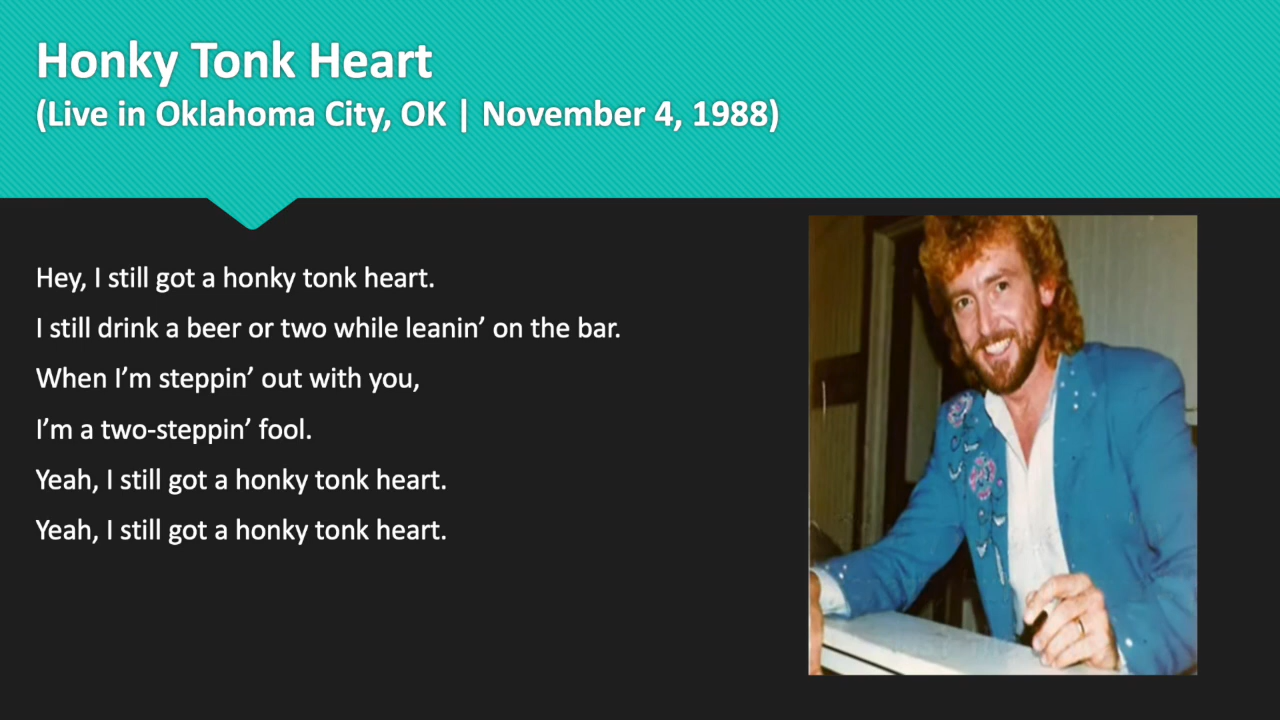 Honky Tonk Heart
(Live in Oklahoma City, OK | November 4, 1988)
Hey, I still got a honky tonk heart.
I still drink a beer or two while leanin’ on the bar.
When I’m steppin’ out with you,
I’m a two-steppin’ fool.
Yeah, I still got a honky tonk heart.
Yeah, I still got a honky tonk heart.